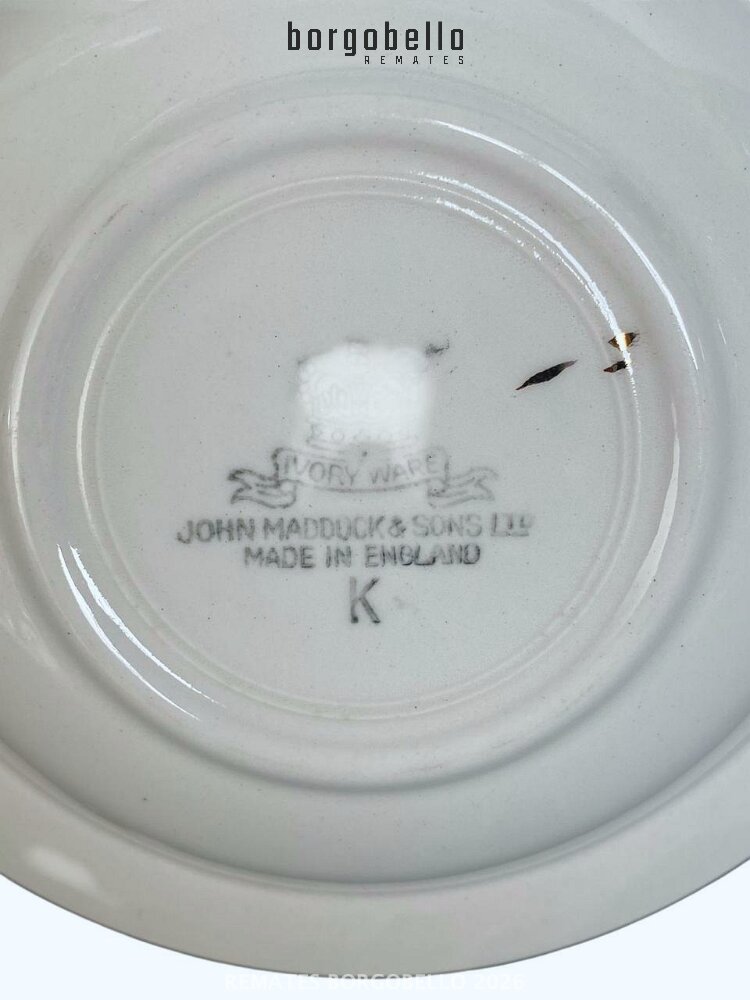 borgobello
REMATES
IVORY WARE
JOHN MADDOCK & SONS LTD
MADE IN ENGLAND
K
REMATES BORGOBELLO 2026